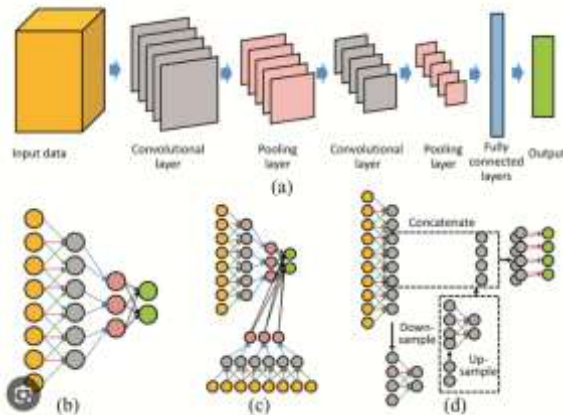 Input data
Convolutional
layer
Pooling
layer
Convolutional
layer
Pooling
layer
Fully
connected
layers
Output
(a)
Concatenate
Down-
sample
Up-
sample
(b)
(c)
(d)